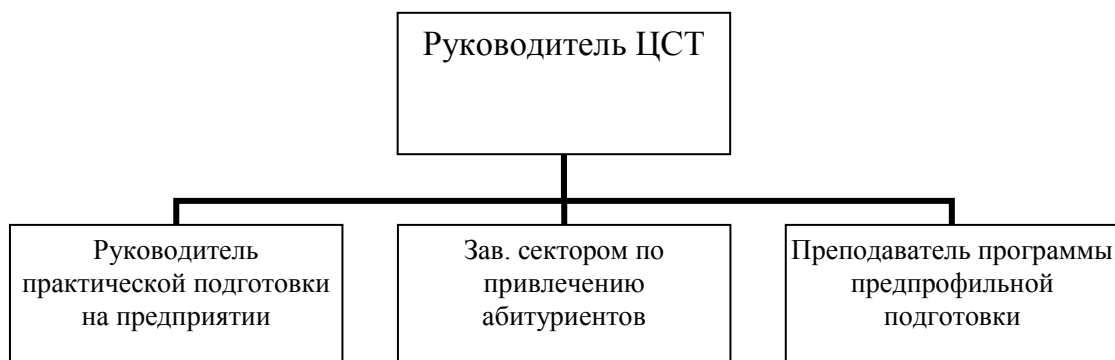 Руководитель ЦСТ
Руководитель
практической подготовки
на предприятии
Зав. сектором по
привлечению
абитуриентов
Преподаватель программы
предпрофильной
подготовки